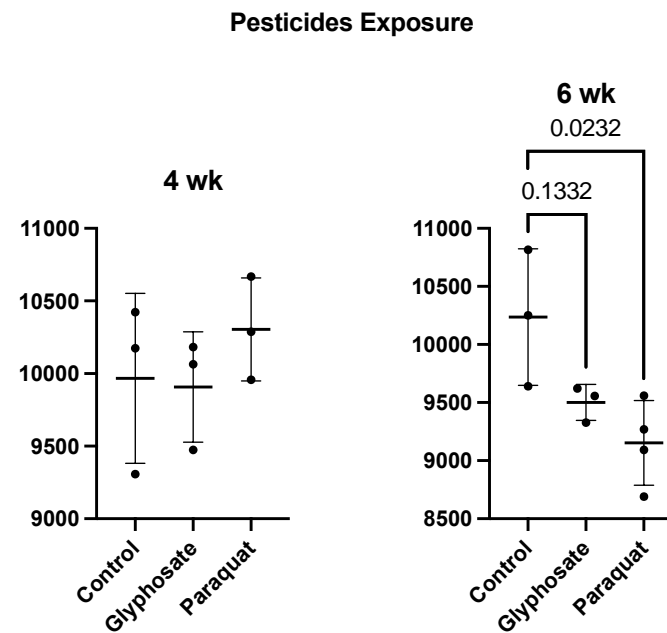 Pesticides Exposure
4 wk
11000
10500
10000
9500
9000
Control
Glyphosate
Paraquat
6 wk
0.0232
0.1332
11000
10500
10000
9500
9000
8500
Control
Glyphosate
Paraquat